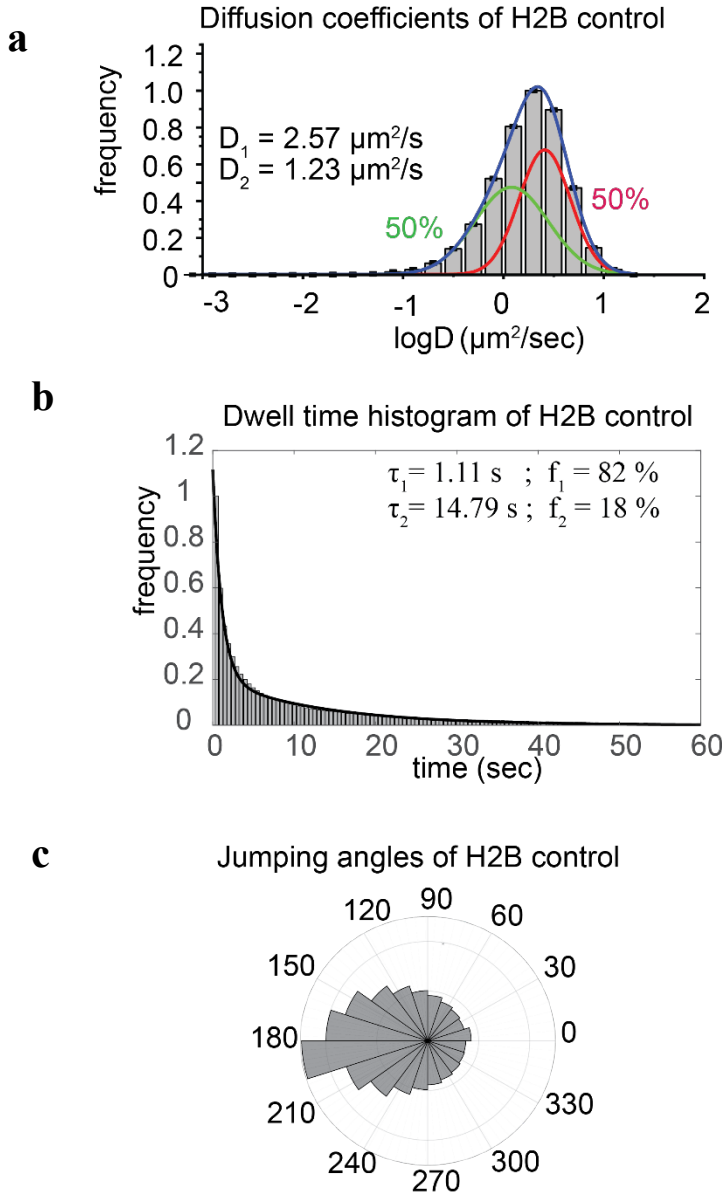 a
Diffusion coefficients of H2B control
frequency
1.0
0.8
0.6
0.4
0.2
0
D₁ = 2.57 µm²/s
D₂ = 1.23 µm²/s
50%
50%
-3 -2 -1 0 1 2
logD (µm²/sec)
b
Dwell time histogram of H2B control
frequency
1.2
1
0.8
0.6
0.4
0.2
0
τ₁= 1.11 s ; f₁ = 82 %
τ₂= 14.79 s ; f₂ = 18 %
0 10 20 30 40 50 60
time (sec)
c
Jumping angles of H2B control
90
120 60
150 30
180 0
210 330
240 300
270